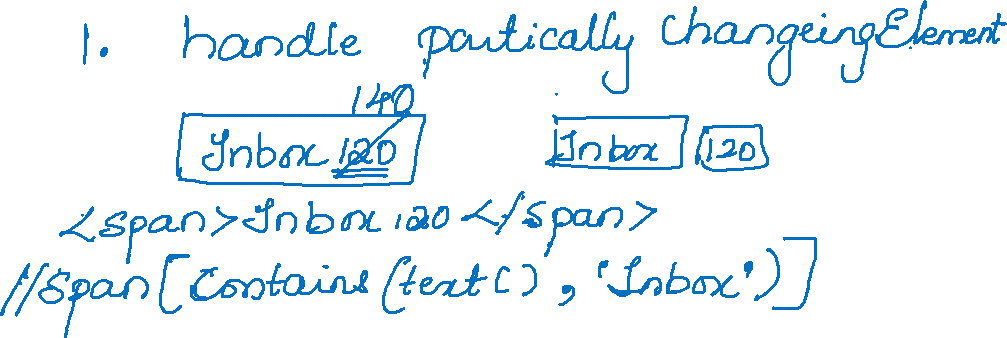 1. handle partically changeingElement
140
Inbox 120 Inbox 120
<span>Inbox 120 </span>
//span[contains(text(), 'Inbox')]